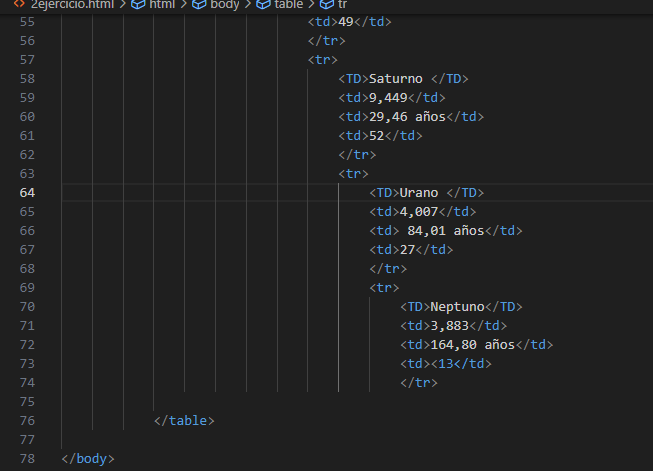 2ejercicio.html > html > body > table > tr
55 <td>49</td>
56 </tr>
57 <tr>
58 <TD>Saturno </TD>
59 <td>9,449</td>
60 <td>29,46 años</td>
61 <td>52</td>
62 </tr>
63 <tr>
64 <TD>Urano </TD>
65 <td>4,007</td>
66 <td> 84,01 años</td>
67 <td>27</td>
68 </tr>
69 <tr>
70 <TD>Neptuno</TD>
71 <td>3,883</td>
72 <td>164,80 años</td>
73 <td><13</td>
74 </tr>
75
76 </table>
77
78 </body>